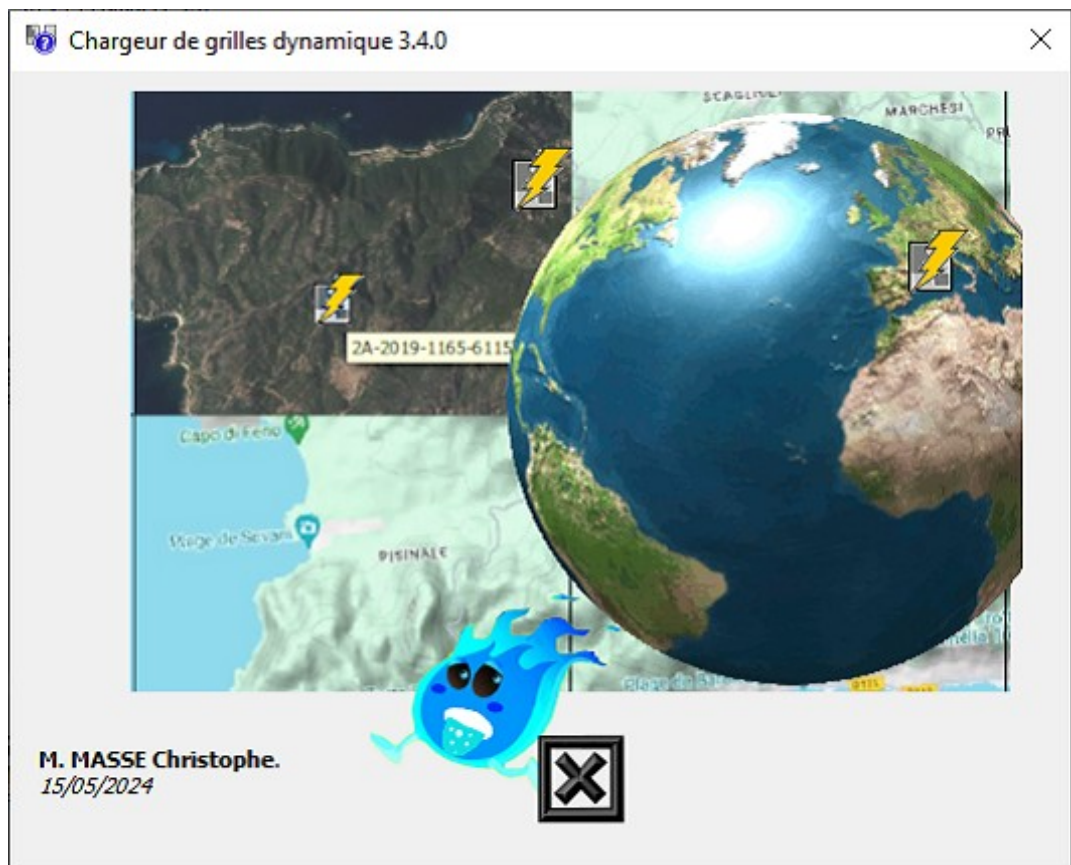 Chargeur de grilles dynamique 3.4.0
MARCHESI
2A-2019-1165-6115
Capo di Feno
Plage de Sevani
PISINALE
Plage de
M. MASSE Christophe.
15/05/2024